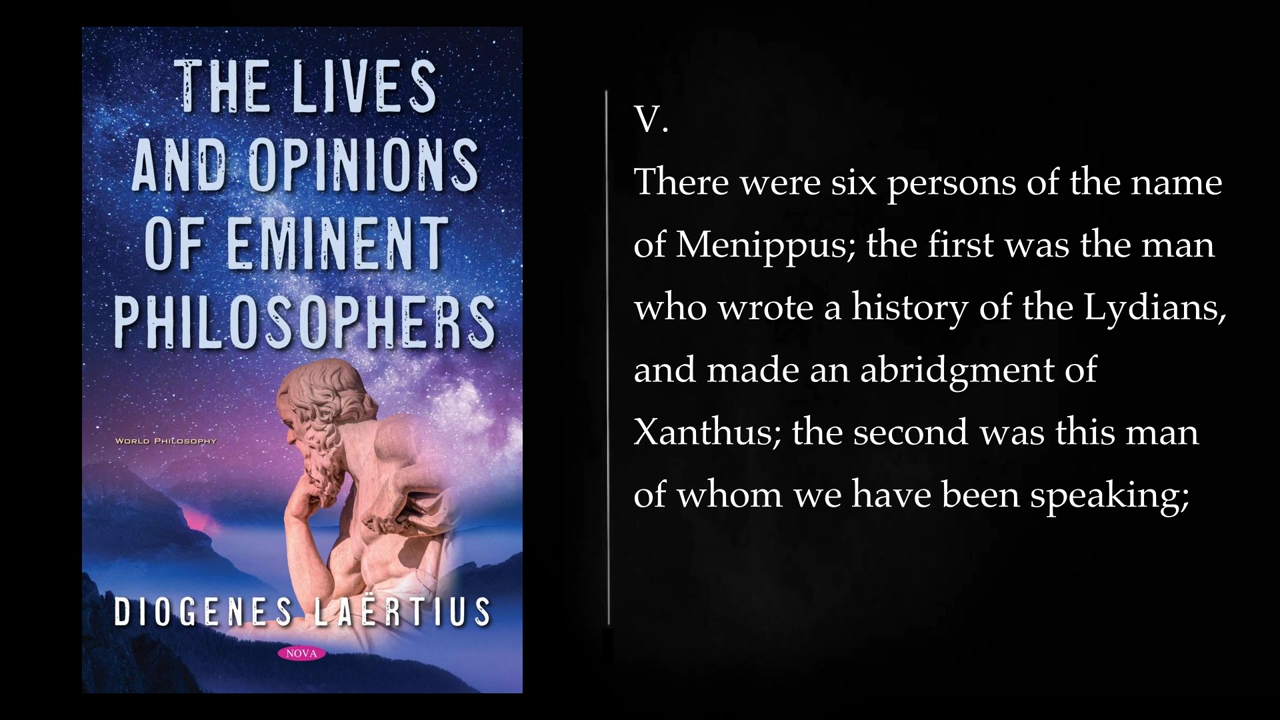 THE LIVES
AND OPINIONS
OF EMINENT
PHILOSOPHERS
WORLD PHILOSOPHY
DIOGENES LAËRTIUS
NOVA
V.
There were six persons of the name
of Menippus; the first was the man
who wrote a history of the Lydians,
and made an abridgment of
Xanthus; the second was this man
of whom we have been speaking;